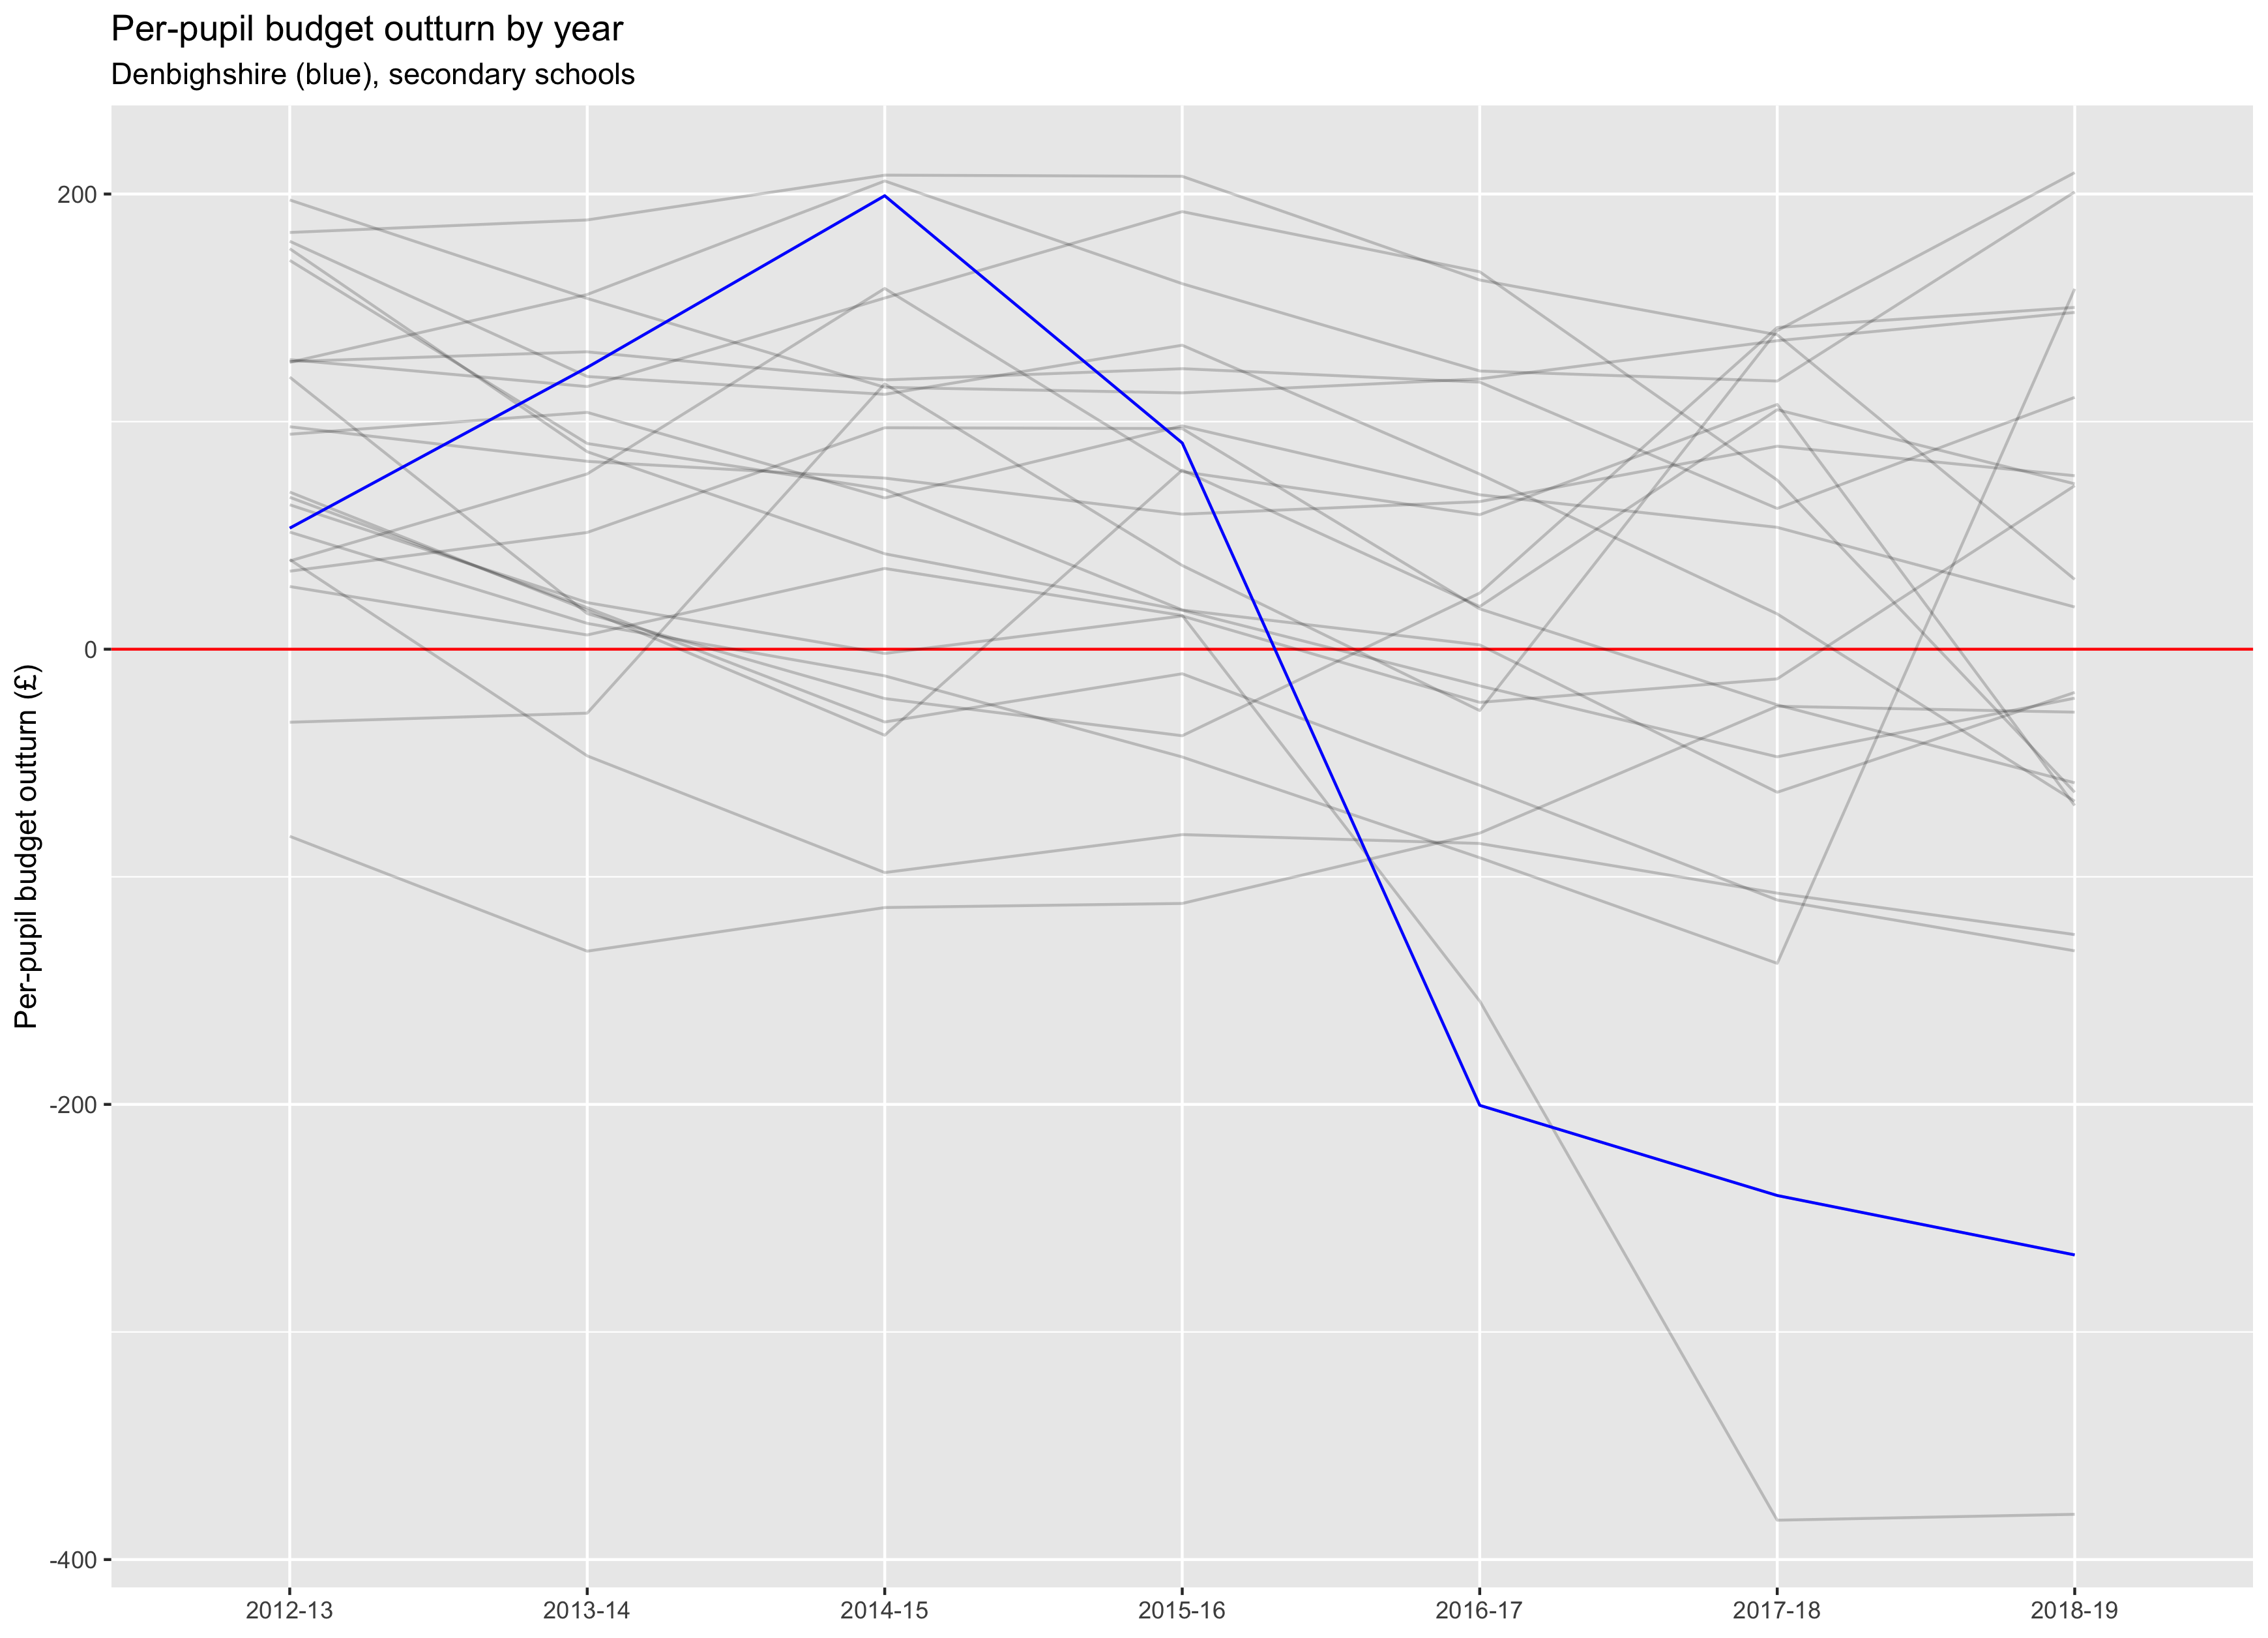 Per-pupil budget outturn by year
Denbighshire (blue), secondary schools
Per-pupil budget outturn (£)
200
0
-200
-400
2012-13 2013-14 2014-15 2015-16 2016-17 2017-18 2018-19